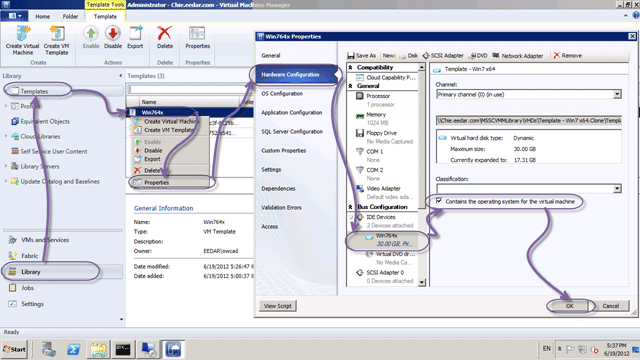 Template Tools
Administrator - Chie.eedar.com - Virtual Machine Manager
Home
Folder
Template
Create Virtual Machine
Create VM Template
Enable
Disable
Export
Delete
Properties
Create
Actions
Delete
Properties
Library
Templates
Profiles
Equivalent Objects
Cloud Libraries
Self Service User Content
Library Servers
Update Catalog and Baselines
VMs and Services
Fabric
Library
Jobs
Settings
Templates (3)
Name
Win764x
Create Virtual Machine
Create VM Template
Enable
Disable
Export
Delete
Properties
Win764x
General Information
Name: Win764x
Description:
Owner: EEDAR\nwcad
Date modified: 6/19/2012 5:26:47
Date added: 6/19/2012 5:00:37
Win764x Properties
General
Hardware Configuration
OS Configuration
Application Configuration
SQL Server Configuration
Custom Properties
Settings
Dependencies
Validation Errors
Access
Save As
New:
Disk
SCSI Adapter
DVD
Network Adapter
Remove
Compatibility
Cloud Capability P...
General
Processor
1 processor
Memory
1024 MB
Floppy Drive
No Media Captured
COM 1
None
COM 2
None
Video Adapter
Default video adapter
Bus Configuration
IDE Devices
2 Devices attached
Win764x
30.00 GB, Pri...
Virtual DVD dr...
No Media Ca...
SCSI Adapter 0
0 Devices attached
Template - Win7 x64
Channel:
Primary channel (0) (in use)
\\Chie.eedar.com\MSSCVMMLibrary\VHDs\Template - Win7 x64.Clone\Templ
Virtual hard disk type: Dynamic
Maximum size: 30.00 GB
Currently expanded to: 17.31 GB
Classification:
Contains the operating system for the virtual machine
View Script
OK
Cancel
Ready
Start
5:37 PM
6/19/2012